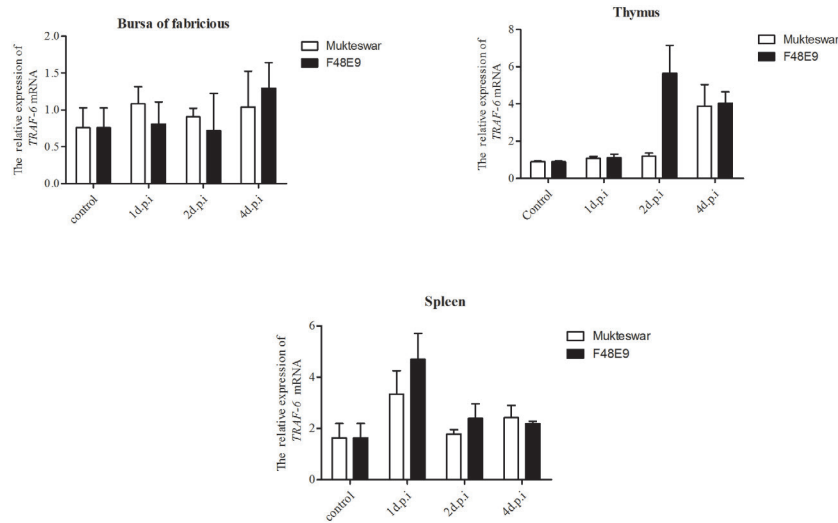 Bursa of fabricious
The relative expression of
TRAF-6 mRNA
2.0
1.5
1.0
0.5
0.0
control
1d.p.i
2d.p.i
4d.p.i
Mukteswar
F48E9
Thymus
The relative expression of
TRAF-6 mRNA
8
6
4
2
0
Control
1d.p.i
2d.p.i
4d.p.i
Mukteswar
F48E9
Spleen
The relative expression of
TRAF-6 mRNA
6
4
2
0
control
1d.p.i
2d.p.i
4d.p.i
Mukteswar
F48E9